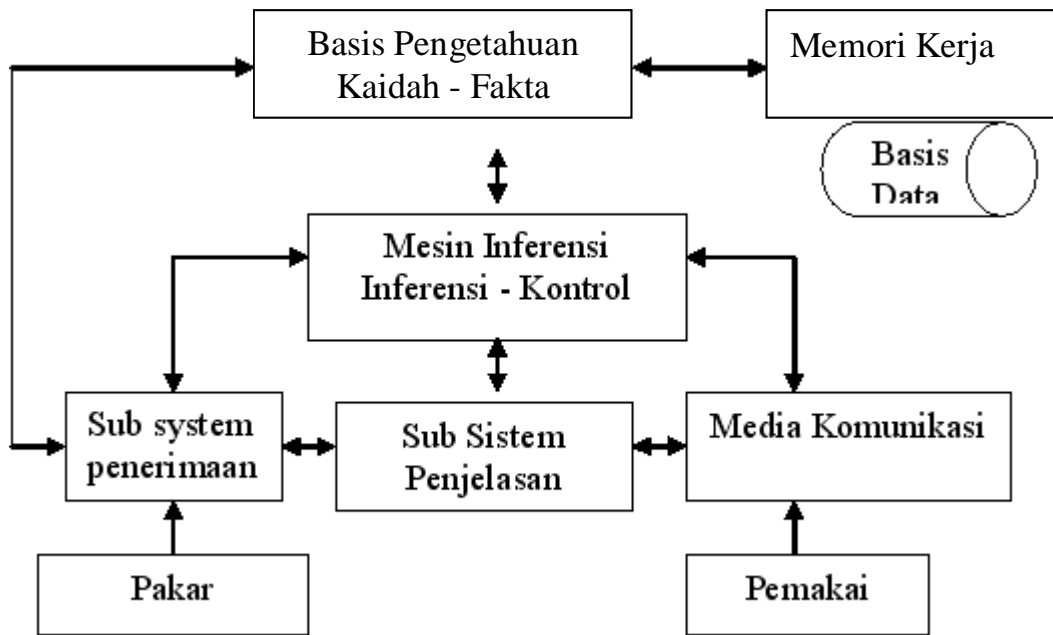 Basis Pengetahuan
Kaidah - Fakta
Memori Kerja
Basis
Data
Mesin Inferensi
Inferensi - Kontrol
Sub system
penerimaan
Sub Sistem
Penjelasan
Media Komunikasi
Pakar
Pemakai